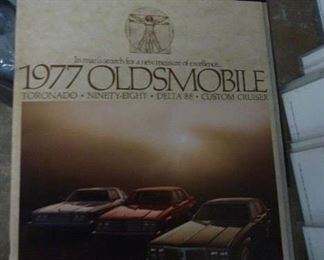 In man's search for a new measure of excellence...
1977 OLDSMOBILE
TORONADO • NINETY-EIGHT • DELTA 88 • CUSTOM CRUISER